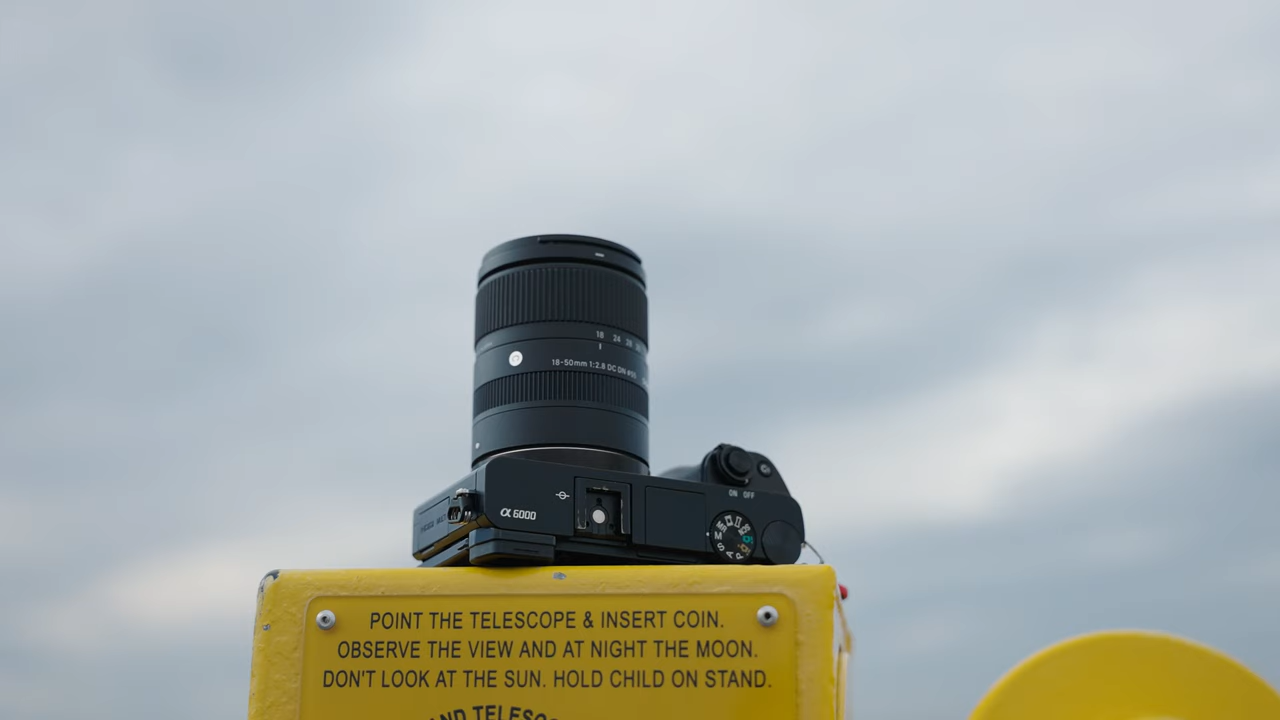 18 24 28
18-50mm 1:2.8 DC DN
ON OFF
α6000
M
S
A
P
POINT THE TELESCOPE & INSERT COIN.
OBSERVE THE VIEW AND AT NIGHT THE MOON.
DON'T LOOK AT THE SUN. HOLD CHILD ON STAND.